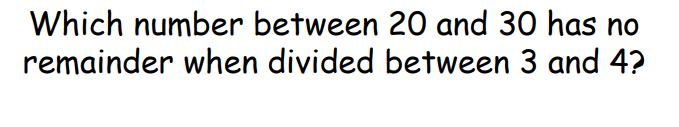 Which number between 20 and 30 has no
remainder when divided between 3 and 4?